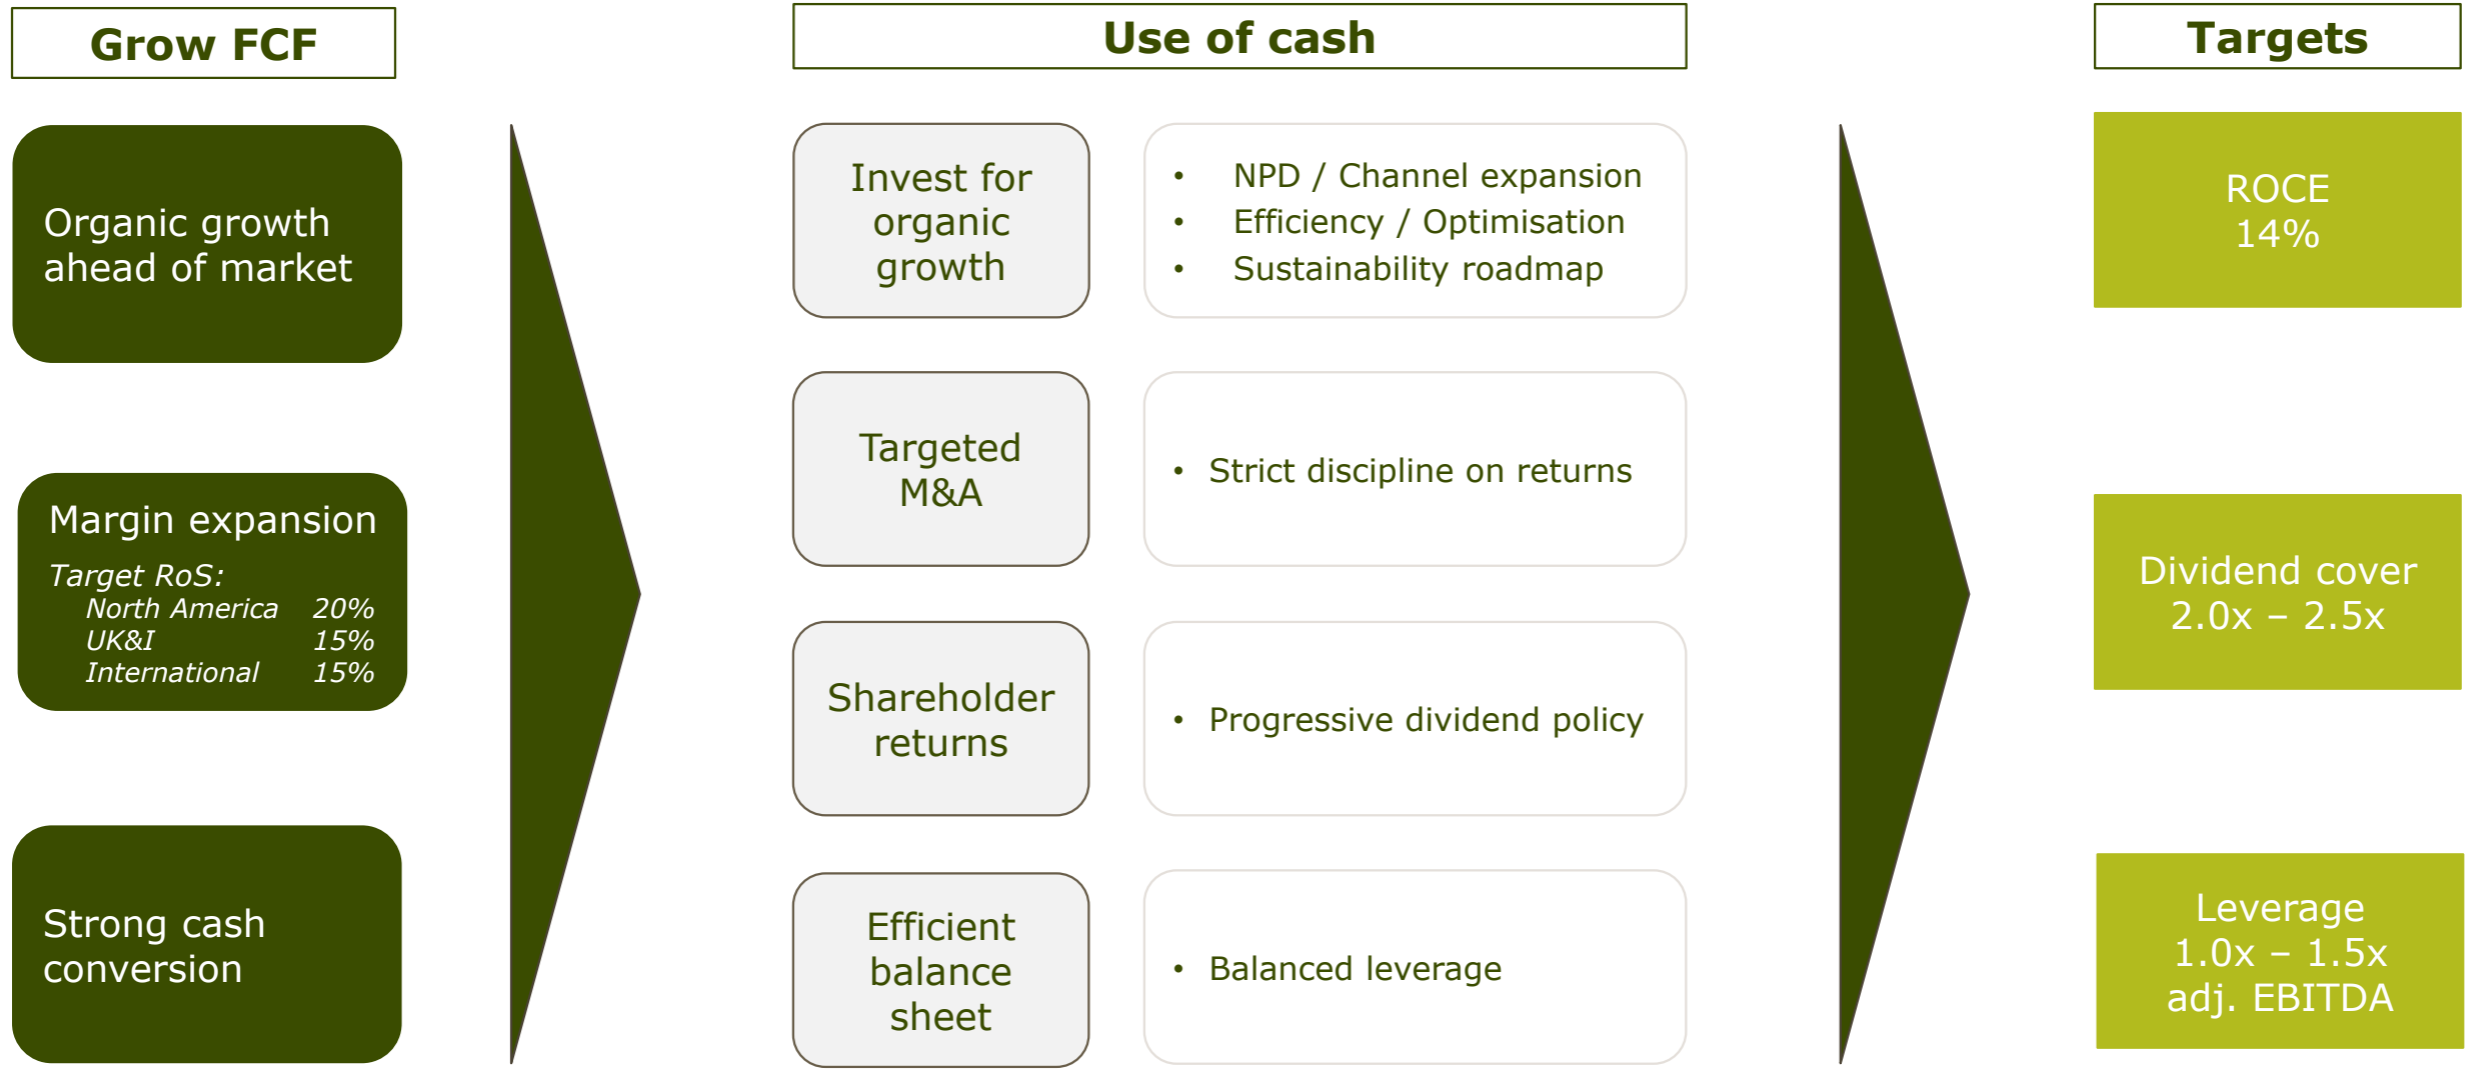 Grow FCF
Organic growth
ahead of market
Margin expansion
Target RoS:
North America 20%
UK&I 15%
International 15%
Strong cash
conversion
Use of cash
Invest for
organic
growth
• NPD / Channel expansion
• Efficiency / Optimisation
• Sustainability roadmap
Targeted
M&A
• Strict discipline on returns
Shareholder
returns
• Progressive dividend policy
Efficient
balance
sheet
• Balanced leverage
Targets
ROCE
14%
Dividend cover
2.0x – 2.5x
Leverage
1.0x – 1.5x
adj. EBITDA